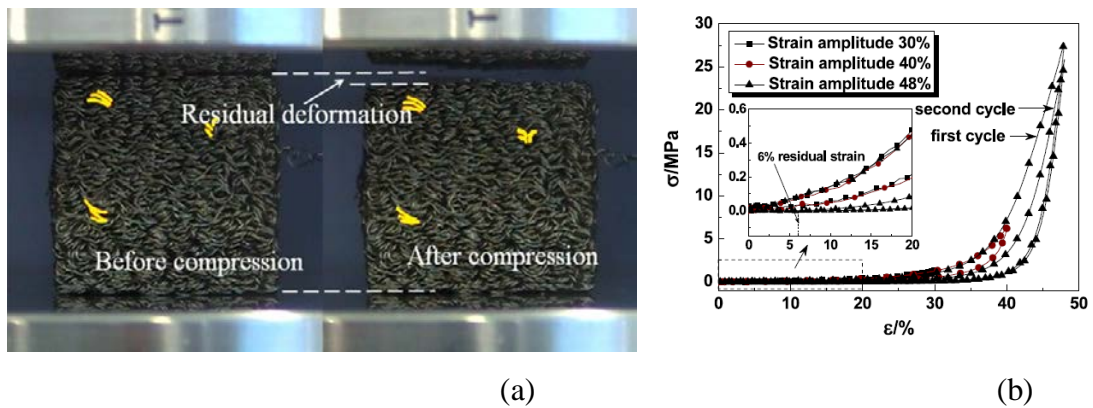 Residual deformation
Before compression
After compression
(a)
30
25
20
15
10
5
0
σ/MPa
Strain amplitude 30%
Strain amplitude 40%
Strain amplitude 48%
second cycle
first cycle
0.6
0.4
0.2
0.0
6% residual strain
0 5 10 15 20
0 10 20 30 40 50
ε/%
(b)